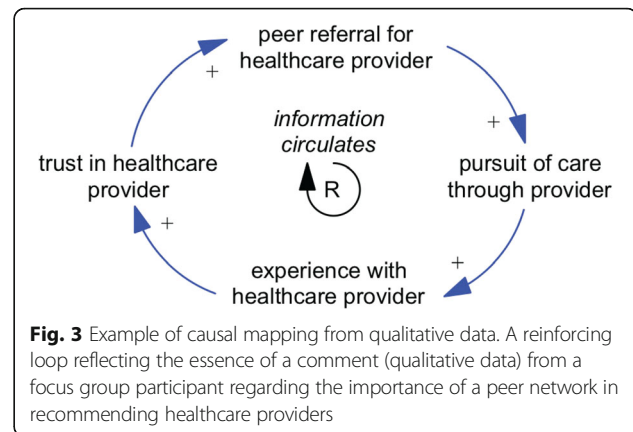 peer referral for
healthcare provider
+
+
information
circulates
R
trust in healthcare
provider
pursuit of care
through provider
+
+
experience with
healthcare provider
Fig. 3 Example of causal mapping from qualitative data. A reinforcing
loop reflecting the essence of a comment (qualitative data) from a
focus group participant regarding the importance of a peer network in
recommending healthcare providers